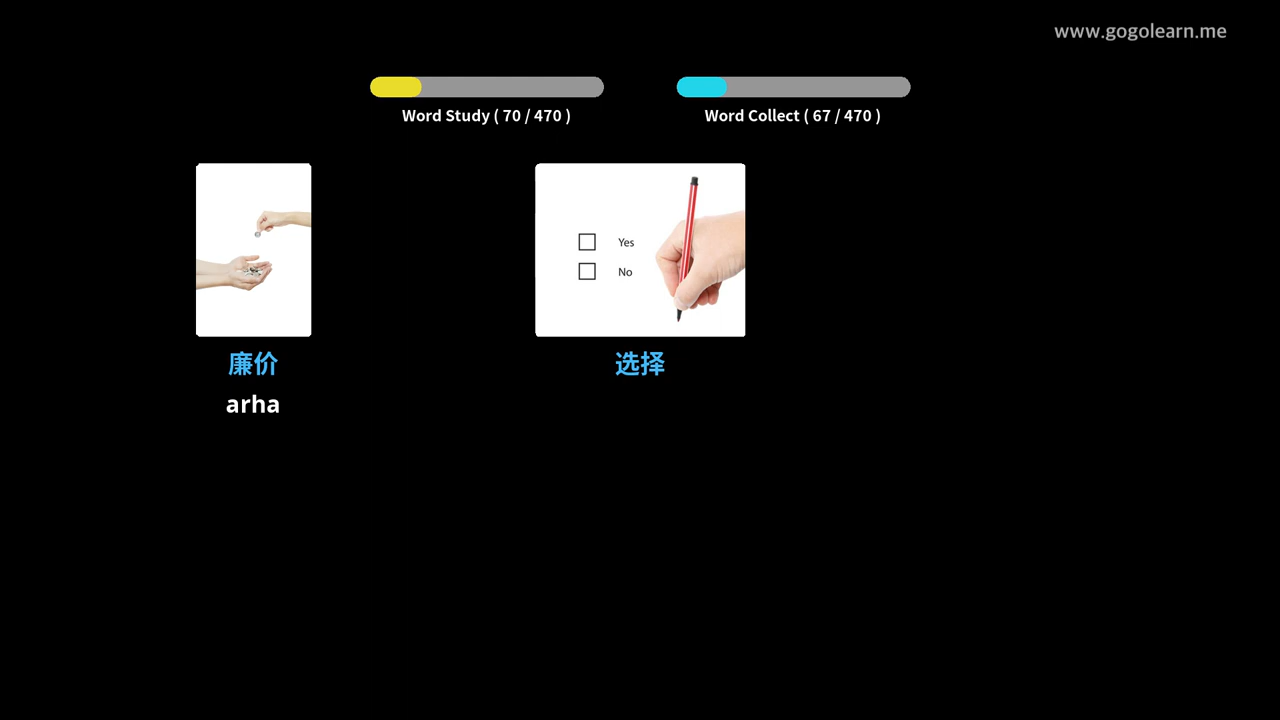 www.gogolearn.me
Word Study ( 70 / 470 )
Word Collect ( 67 / 470 )
Yes
No
廉价
选择
arha